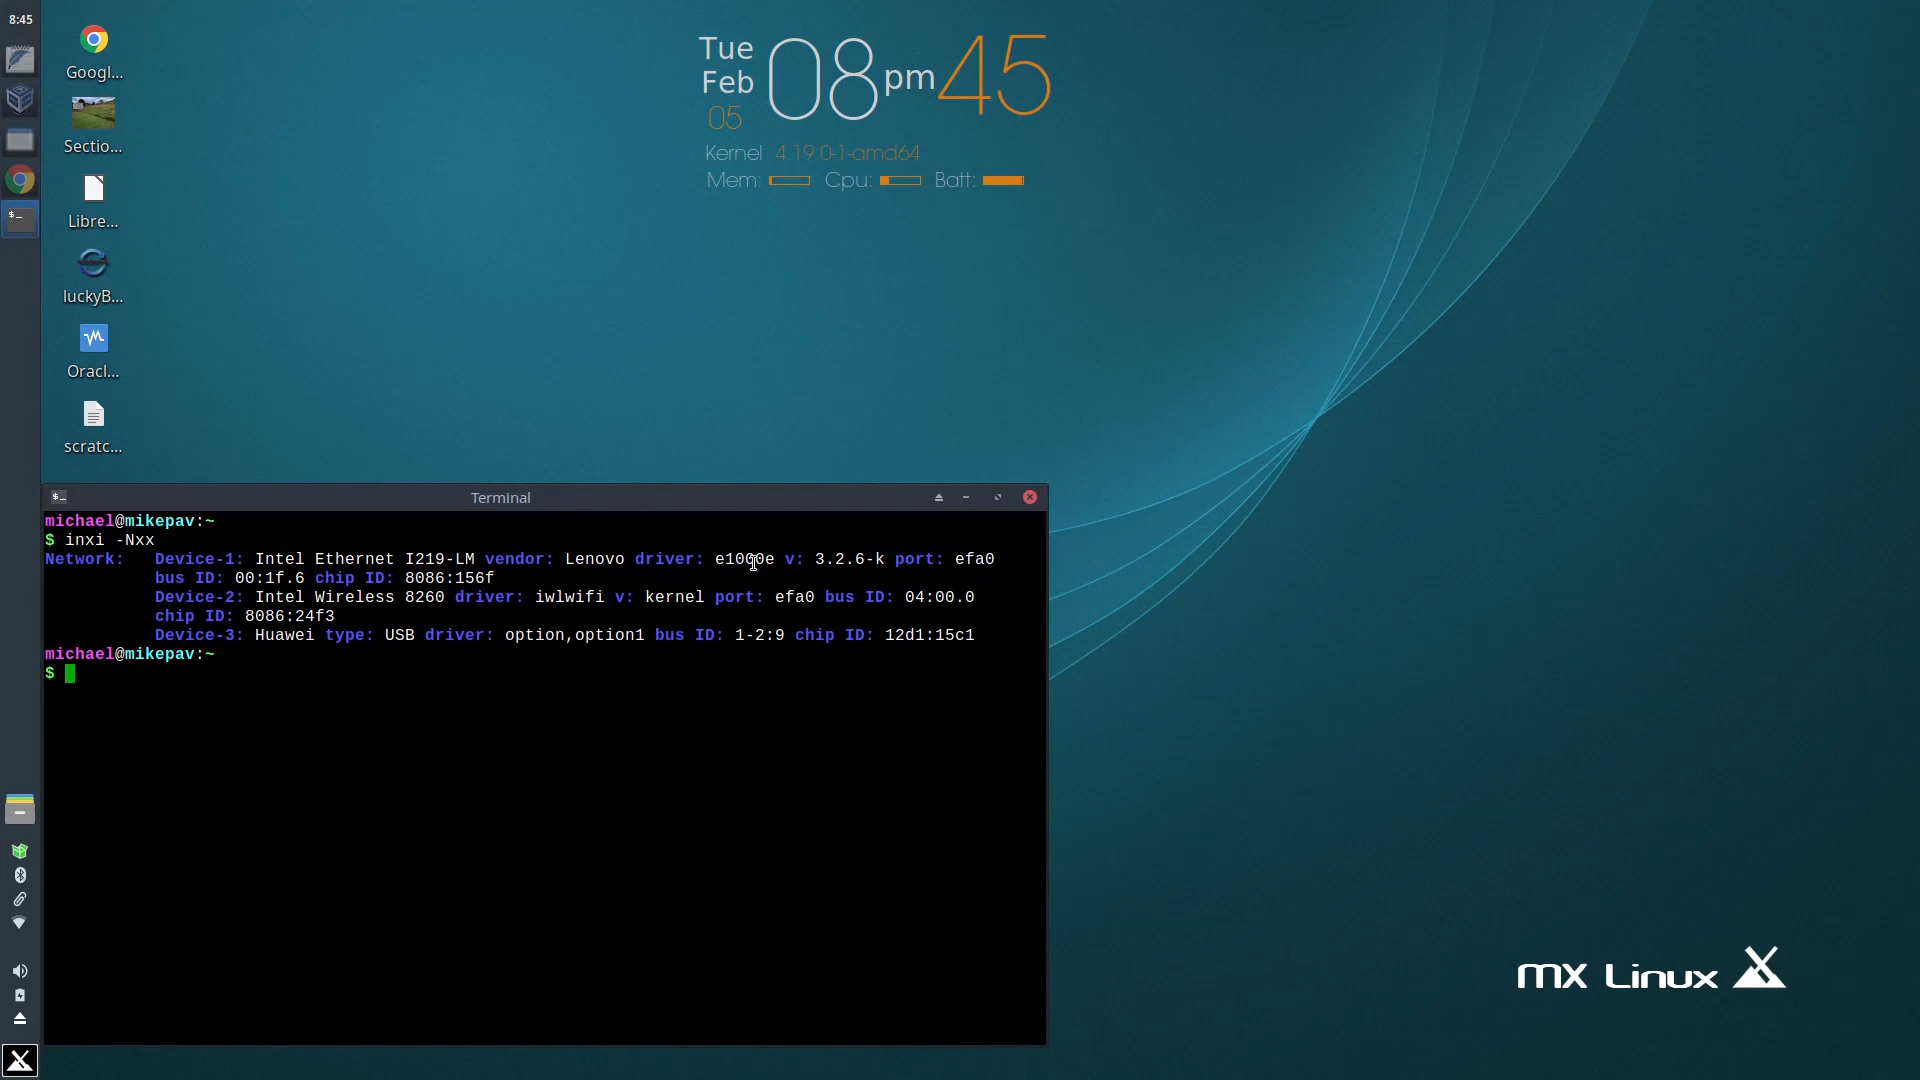 8:45
Googl...
Sectio...
Libre...
luckyB...
Oracl...
scratc...
Tue
Feb
05
08 pm 45
Kernel 4.19.0-1-amd64
Mem: Cpu: Batt:
$_ Terminal
michael@mikepav:~
$ inxi -Nxx
Network:   Device-1: Intel Ethernet I219-LM vendor: Lenovo driver: e1000e v: 3.2.6-k port: efa0
bus ID: 00:1f.6 chip ID: 8086:156f
Device-2: Intel Wireless 8260 driver: iwlwifi v: kernel port: efa0 bus ID: 04:00.0
chip ID: 8086:24f3
Device-3: Huawei type: USB driver: option,option1 bus ID: 1-2:9 chip ID: 12d1:15c1
michael@mikepav:~
$
mx Linux